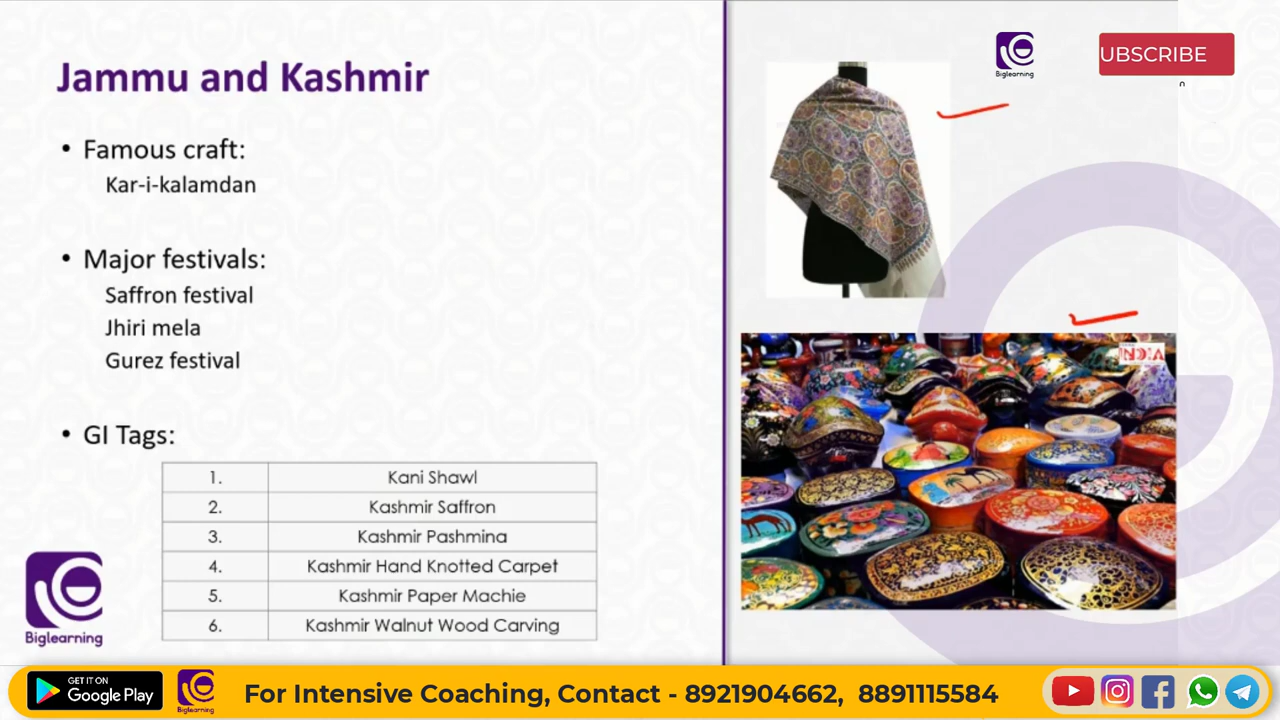 Jammu and Kashmir
• Famous craft:
Kar-i-kalamdan
• Major festivals:
Saffron festival
Jhiri mela
Gurez festival
• GI Tags:
1. Kani Shawl
2. Kashmir Saffron
3. Kashmir Pashmina
4. Kashmir Hand Knotted Carpet
5. Kashmir Paper Machie
6. Kashmir Walnut Wood Carving
Biglearning
Biglearning
UBSCRIBE
GET IT ON
Google Play
Biglearning
For Intensive Coaching, Contact - 8921904662, 8891115584